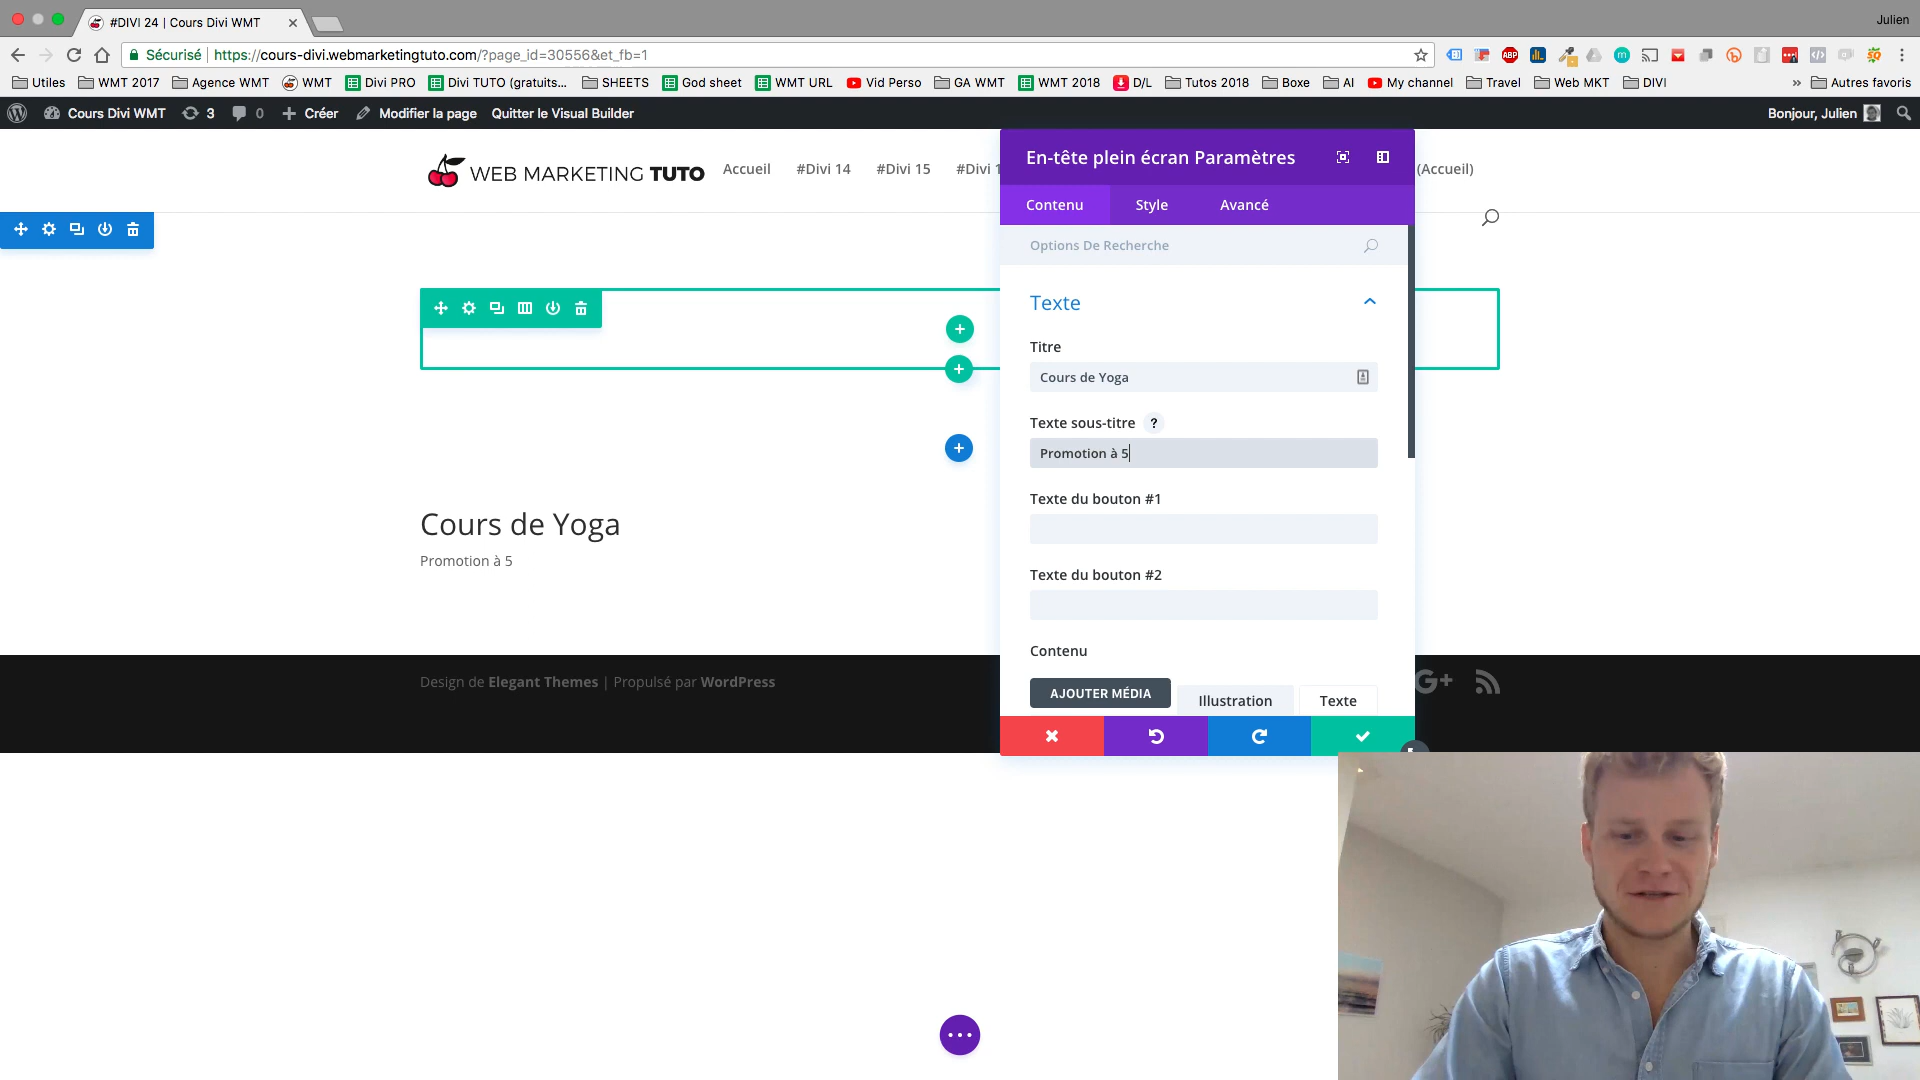 #DIVI 24 | Cours Divi WMT
Julien
Sécurisé | https://cours-divi.webmarketingtuto.com/?page_id=30556&et_fb=1
Utiles WMT 2017 Agence WMT WMT Divi PRO Divi TUTO (gratuits... SHEETS God sheet WMT URL Vid Perso GA WMT WMT 2018 D/L Tutos 2018 Boxe AI My channel Travel Web MKT DIVI » Autres favoris
Cours Divi WMT 3 0 Créer Modifier la page Quitter le Visual Builder Bonjour, Julien
WEB MARKETING TUTO Accueil #Divi 14 #Divi 15 #Divi 1 (Accueil)
En-tête plein écran Paramètres
Contenu Style Avancé
Options De Recherche
Texte
Titre
Cours de Yoga
Texte sous-titre ?
Promotion à 5
Texte du bouton #1
Texte du bouton #2
Contenu
AJOUTER MÉDIA Illustration Texte
Cours de Yoga
Promotion à 5
Design de Elegant Themes | Propulsé par WordPress
G+